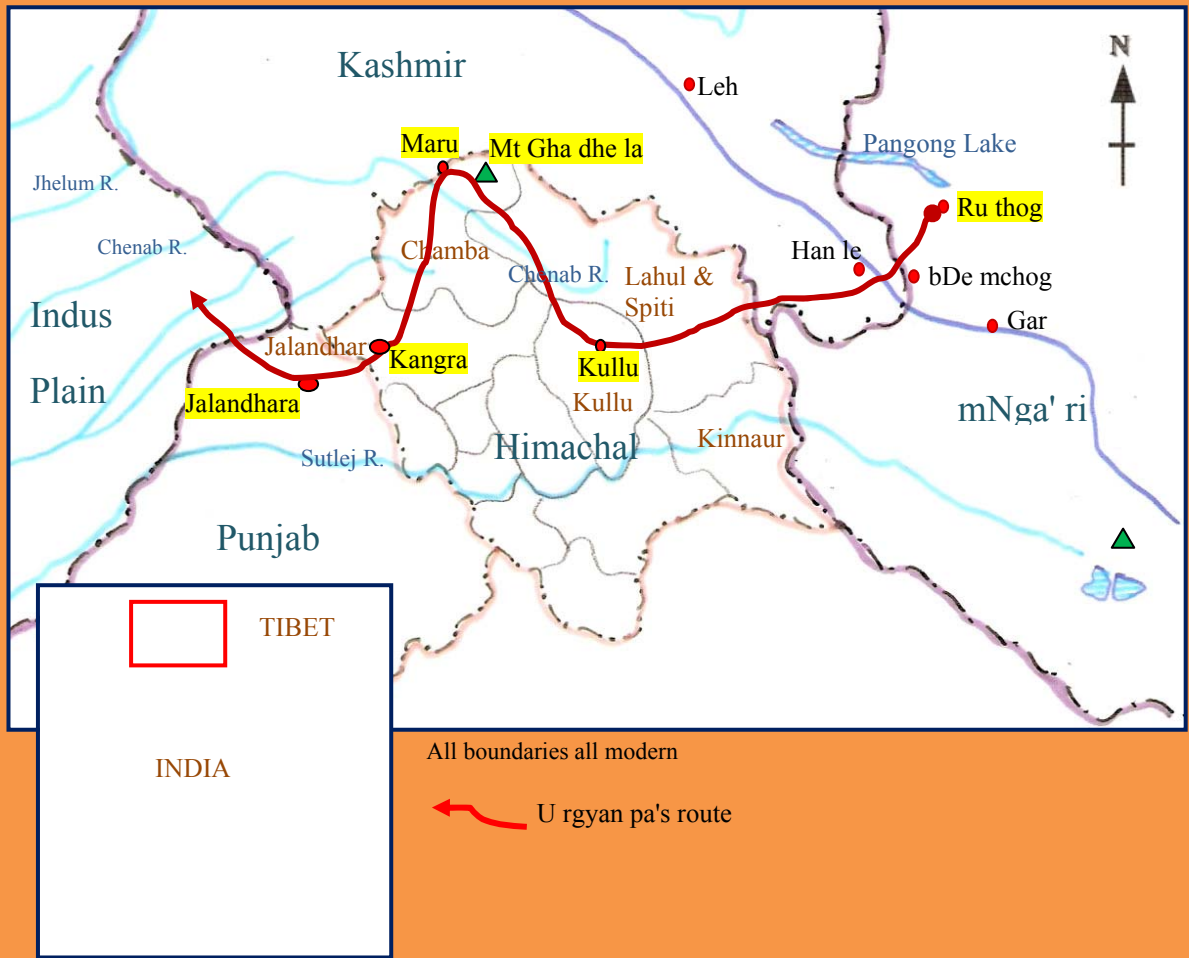 N
Kashmir
Leh
Maru
Mt Gha dhe la
Pangong Lake
Jhelum R.
Ru thog
Chenab R.
Chamba
Han le
Chenab R.
Lahul &
Spiti
bDe mchog
Indus
Plain
Gar
Jalandhar
Kangra
Kullu
Jalandhara
Kullu
mNga' ri
Himachal
Kinnaur
Sutlej R.
Punjab
TIBET
INDIA
All boundaries all modern
U rgyan pa's route